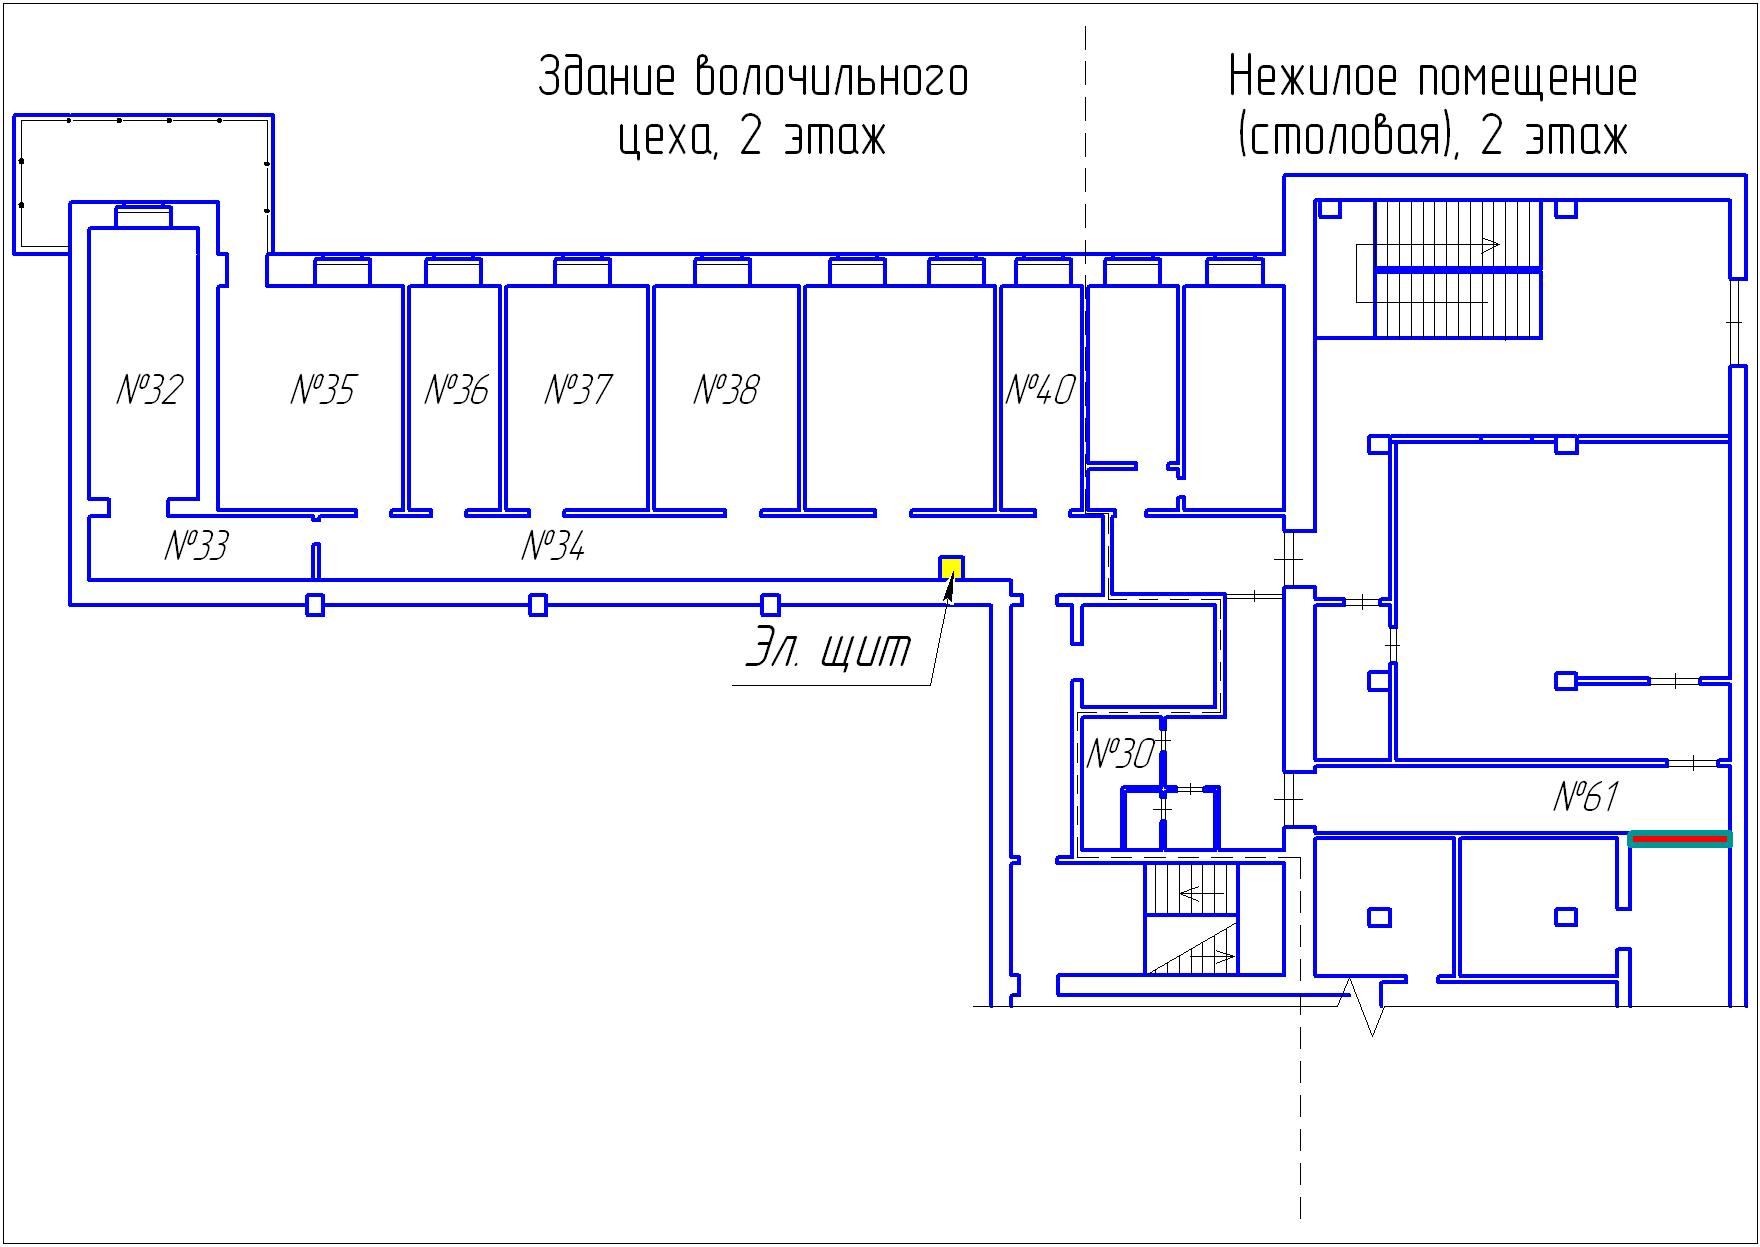 Здание волочильного
цеха, 2 этаж
Нежилое помещение
(столовая), 2 этаж
№32
№35
№36
№37
№38
№40
№33
№34
Эл. щит
№30
№61